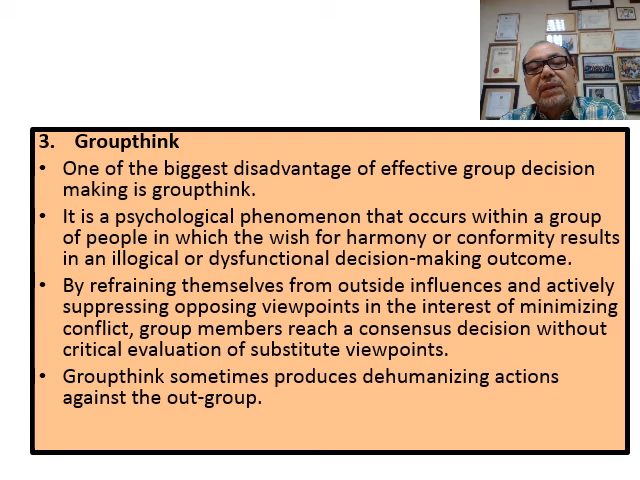 3. Groupthink
• One of the biggest disadvantage of effective group decision
making is groupthink.
• It is a psychological phenomenon that occurs within a group
of people in which the wish for harmony or conformity results
in an illogical or dysfunctional decision-making outcome.
• By refraining themselves from outside influences and actively
suppressing opposing viewpoints in the interest of minimizing
conflict, group members reach a consensus decision without
critical evaluation of substitute viewpoints.
• Groupthink sometimes produces dehumanizing actions
against the out-group.